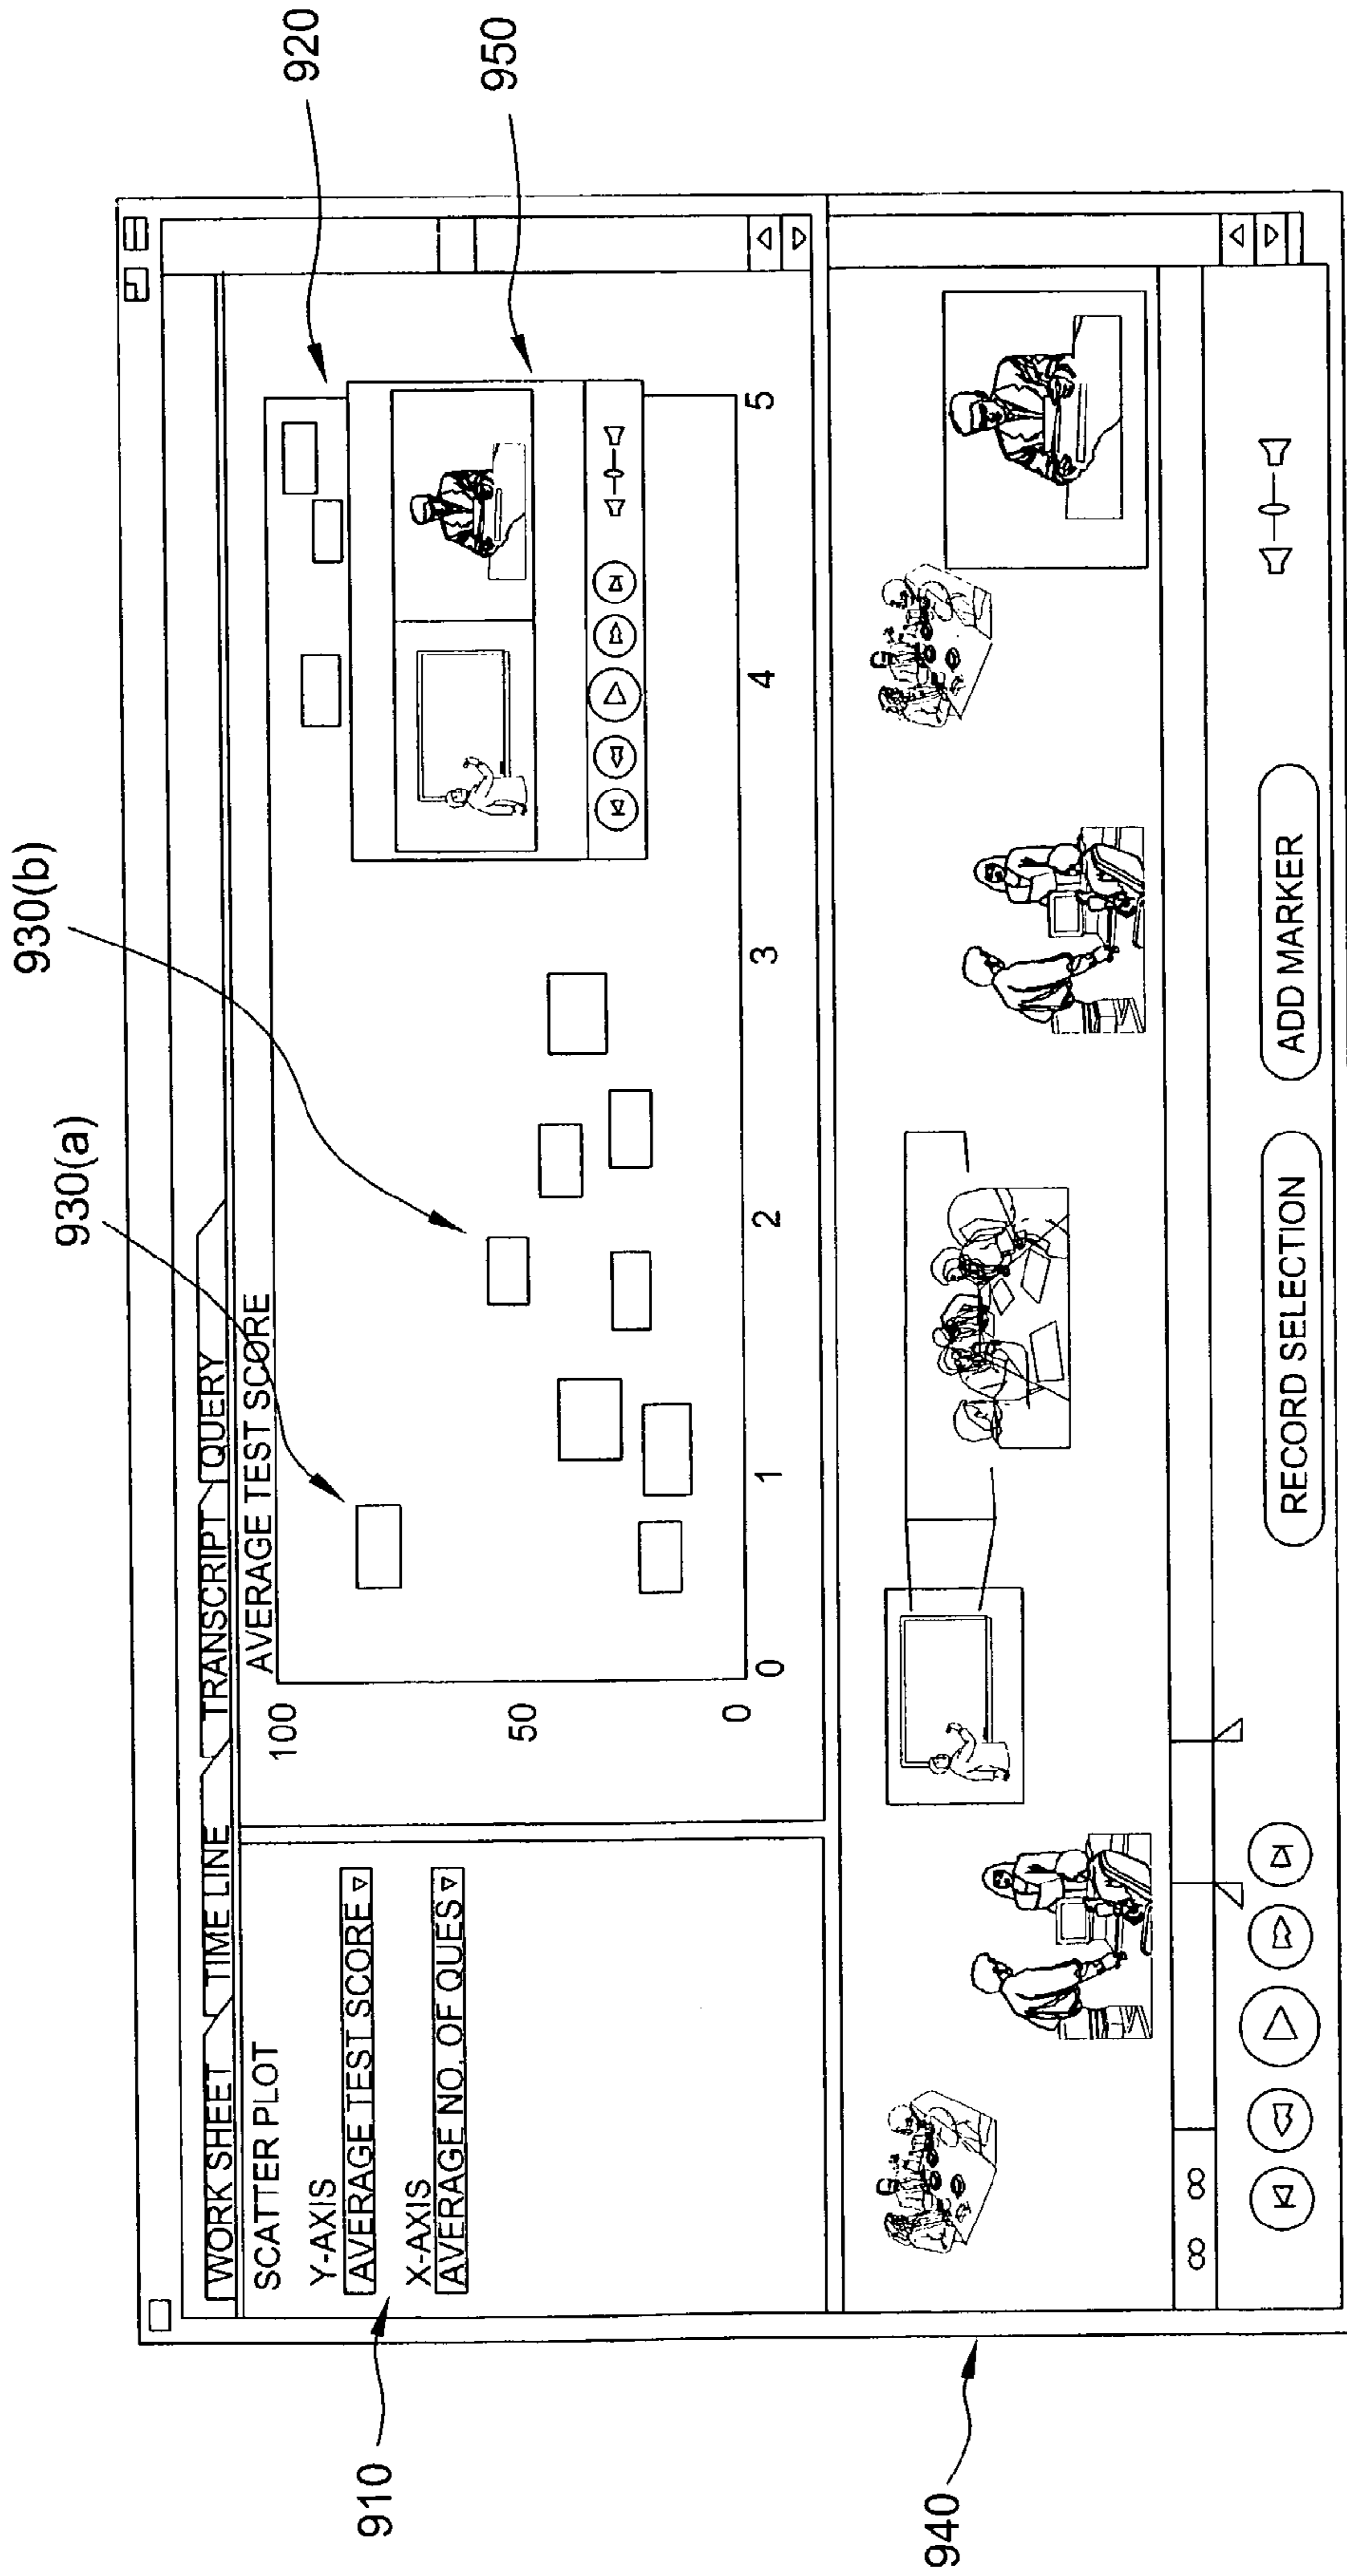 930(a)
930(b)
920
950
910
940
WORK SHEET
TIME LINE
TRANSCRIPT
QUERY
SCATTER PLOT
Y-AXIS
AVERAGE TEST SCORE
X-AXIS
AVERAGE NO. OF QUES
AVERAGE TEST SCORE
100
50
0
0 1 2 3 4 5
RECORD SELECTION
ADD MARKER